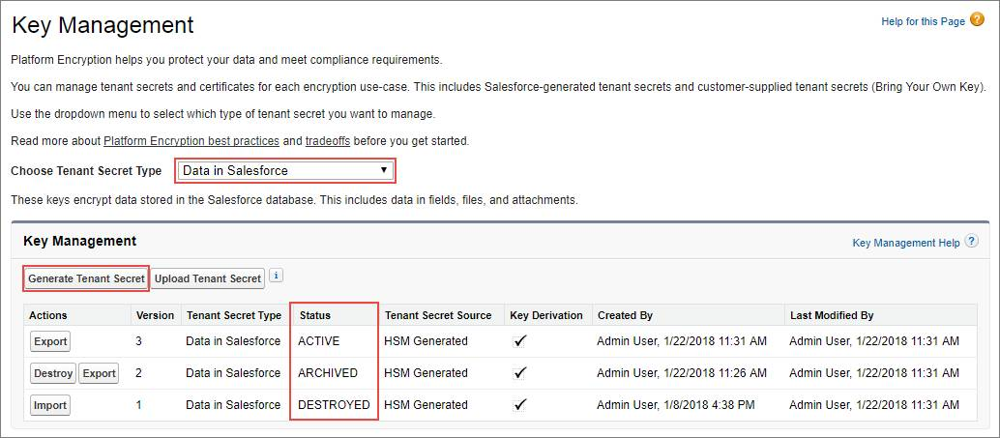 Key Management
Help for this Page ?
Platform Encryption helps you protect your data and meet compliance requirements.
You can manage tenant secrets and certificates for each encryption use-case. This includes Salesforce-generated tenant secrets and customer-supplied tenant secrets (Bring Your Own Key).
Use the dropdown menu to select which type of tenant secret you want to manage.
Read more about Platform Encryption best practices and tradeoffs before you get started.
Choose Tenant Secret Type Data in Salesforce
These keys encrypt data stored in the Salesforce database. This includes data in fields, files, and attachments.
Key Management Key Management Help ?
Generate Tenant Secret Upload Tenant Secret i
Actions Version Tenant Secret Type Status Tenant Secret Source Key Derivation Created By Last Modified By
Export 3 Data in Salesforce ACTIVE HSM Generated ✓ Admin User, 1/22/2018 11:31 AM Admin User, 1/22/2018 11:31 AM
Destroy Export 2 Data in Salesforce ARCHIVED HSM Generated ✓ Admin User, 1/22/2018 11:26 AM Admin User, 1/22/2018 11:31 AM
Import 1 Data in Salesforce DESTROYED HSM Generated ✓ Admin User, 1/8/2018 4:38 PM Admin User, 1/22/2018 11:31 AM